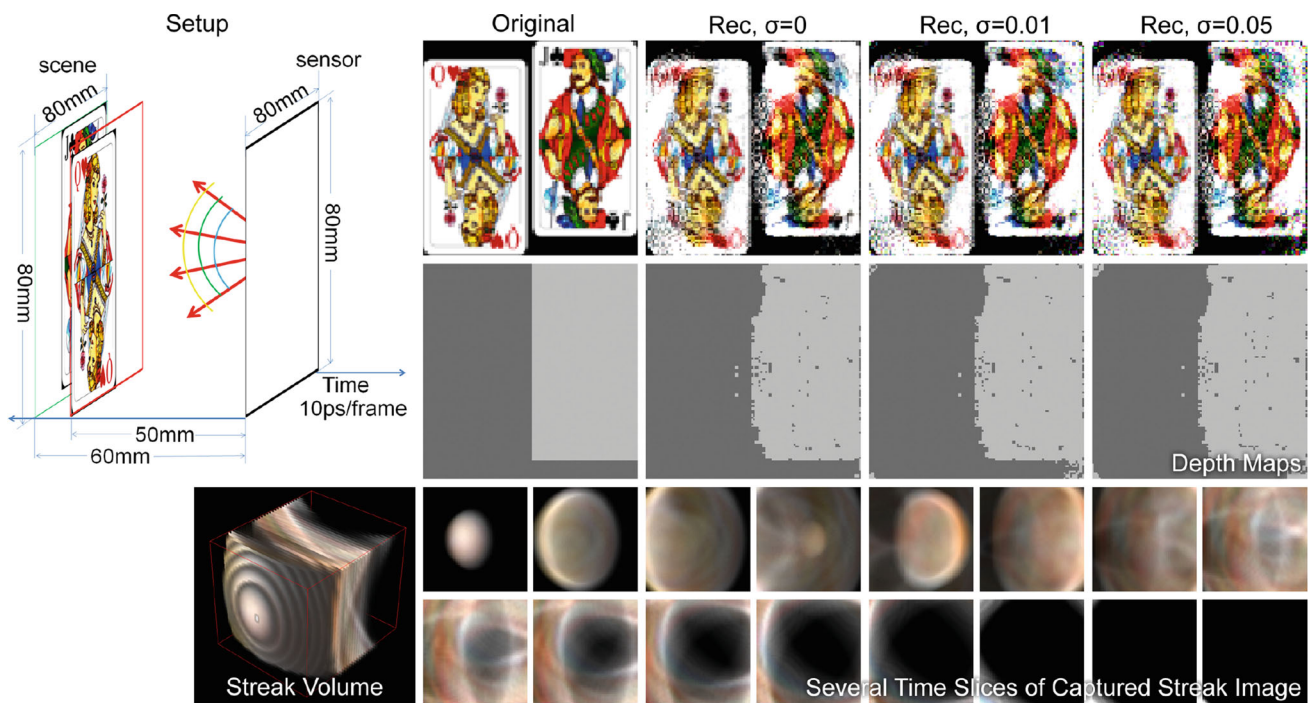 Setup
Original
Rec, σ=0
Rec, σ=0.01
Rec, σ=0.05
scene
sensor
80mm
80mm
80mm
80mm
Time
10ps/frame
50mm
60mm
Q
J
Q
Q
J
J
Depth Maps
Streak Volume
Several Time Slices of Captured Streak Image